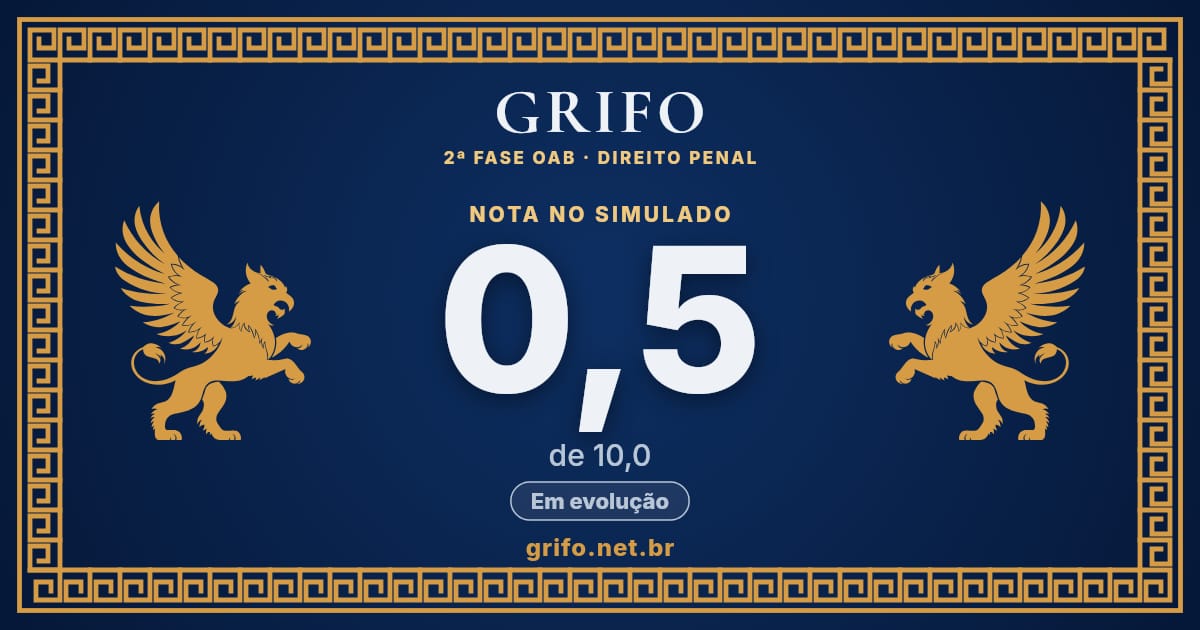 GRIFO
2ª FASE OAB · DIREITO PENAL
NOTA NO SIMULADO
0,5
de 10,0
Em evolução
grifo.net.br